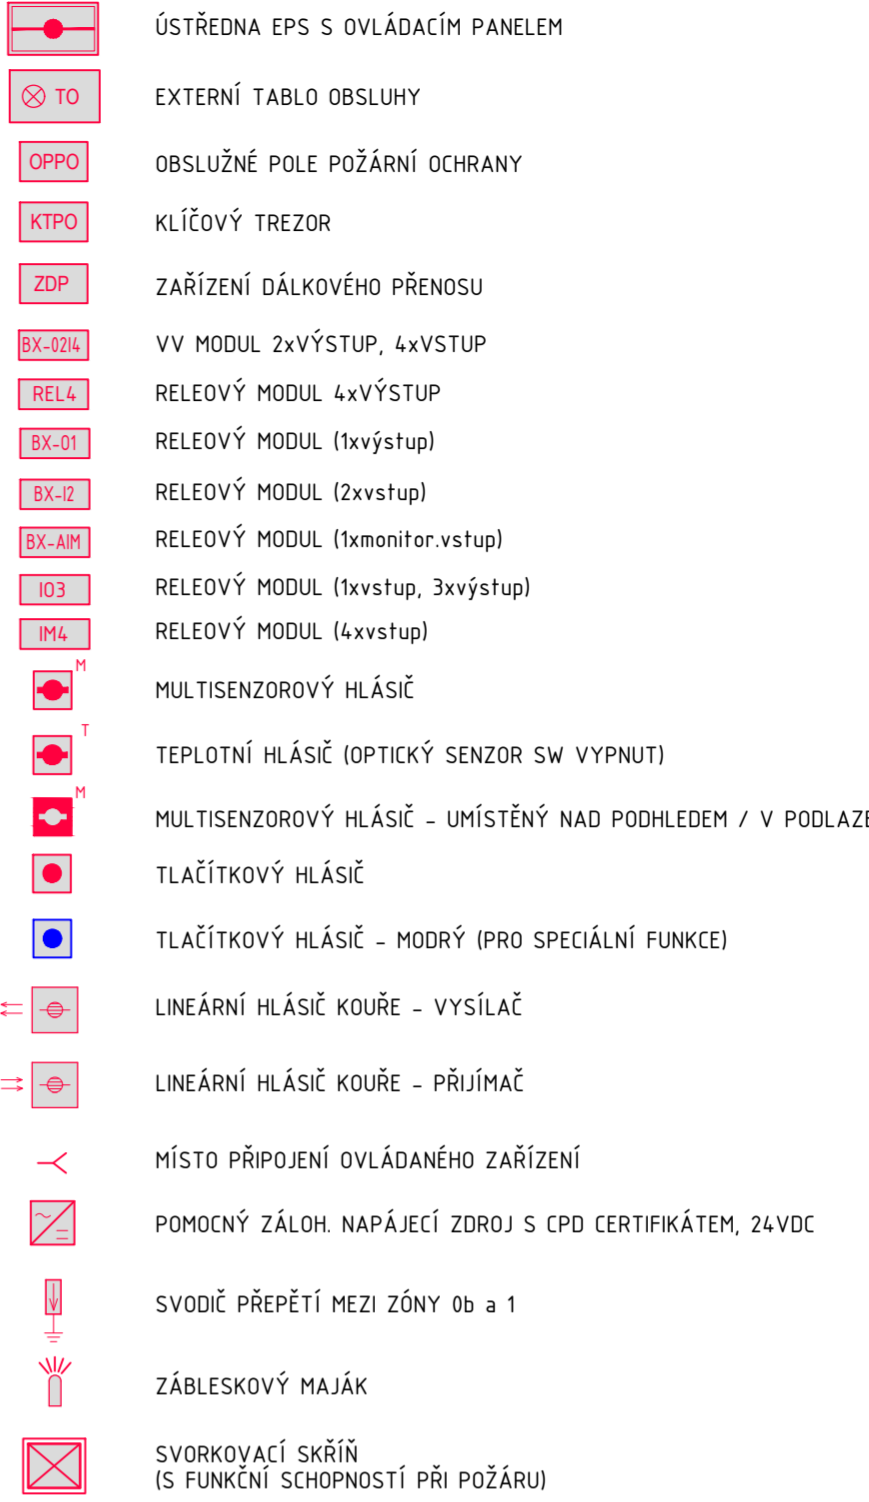 ÚSTŘEDNA EPS S OVLÁDACÍM PANELEM
TO EXTERNÍ TABLO OBSLUHY
OPPO OBSLUŽNÉ POLE POŽÁRNÍ OCHRANY
KTPO KLÍČOVÝ TREZOR
ZDP ZAŘÍZENÍ DÁLKOVÉHO PŘENOSU
BX-02I4 VV MODUL 2xVÝSTUP, 4xVSTUP
REL4 RELEOVÝ MODUL 4xVÝSTUP
BX-01 RELEOVÝ MODUL (1xvýstup)
BX-I2 RELEOVÝ MODUL (2xvstup)
BX-AIM RELEOVÝ MODUL (1xmonitor.vstup)
IO3 RELEOVÝ MODUL (1xvstup, 3xvýstup)
IM4 RELEOVÝ MODUL (4xvstup)
M MULTISENZOROVÝ HLÁSIČ
T TEPLOTNÍ HLÁSIČ (OPTICKÝ SENZOR SW VYPNUT)
M MULTISENZOROVÝ HLÁSIČ - UMÍSTĚNÝ NAD PODHLEDEM / V PODLAZE
TLAČÍTKOVÝ HLÁSIČ
TLAČÍTKOVÝ HLÁSIČ - MODRÝ (PRO SPECIÁLNÍ FUNKCE)
LINEÁRNÍ HLÁSIČ KOUŘE - VYSÍLAČ
LINEÁRNÍ HLÁSIČ KOUŘE - PŘIJÍMAČ
MÍSTO PŘIPOJENÍ OVLÁDANÉHO ZAŘÍZENÍ
POMOCNÝ ZÁLOH. NAPÁJECÍ ZDROJ S CPD CERTIFIKÁTEM, 24VDC
SVODIČ PŘEPĚTÍ MEZI ZÓNY 0b a 1
ZÁBLESKOVÝ MAJÁK
SVORKOVACÍ SKŘÍŇ
(S FUNKČNÍ SCHOPNOSTÍ PŘI POŽÁRU)